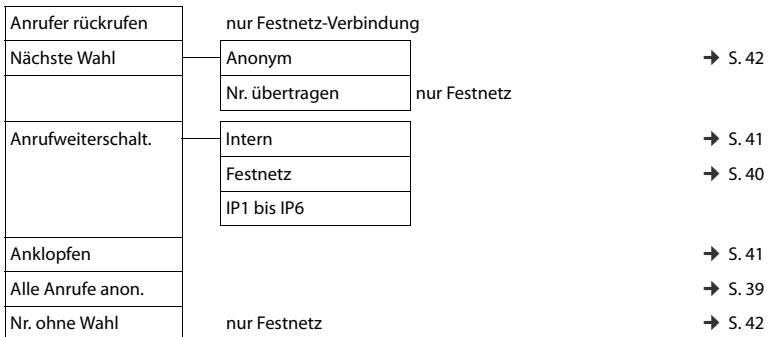 Anrufer rückrufen nur Festnetz-Verbindung
Nächste Wahl Anonym ➔ S. 42
Nr. übertragen nur Festnetz
Anrufweiterschalt. Intern ➔ S. 41
Festnetz ➔ S. 40
IP1 bis IP6
Anklopfen ➔ S. 41
Alle Anrufe anon. ➔ S. 39
Nr. ohne Wahl nur Festnetz ➔ S. 42